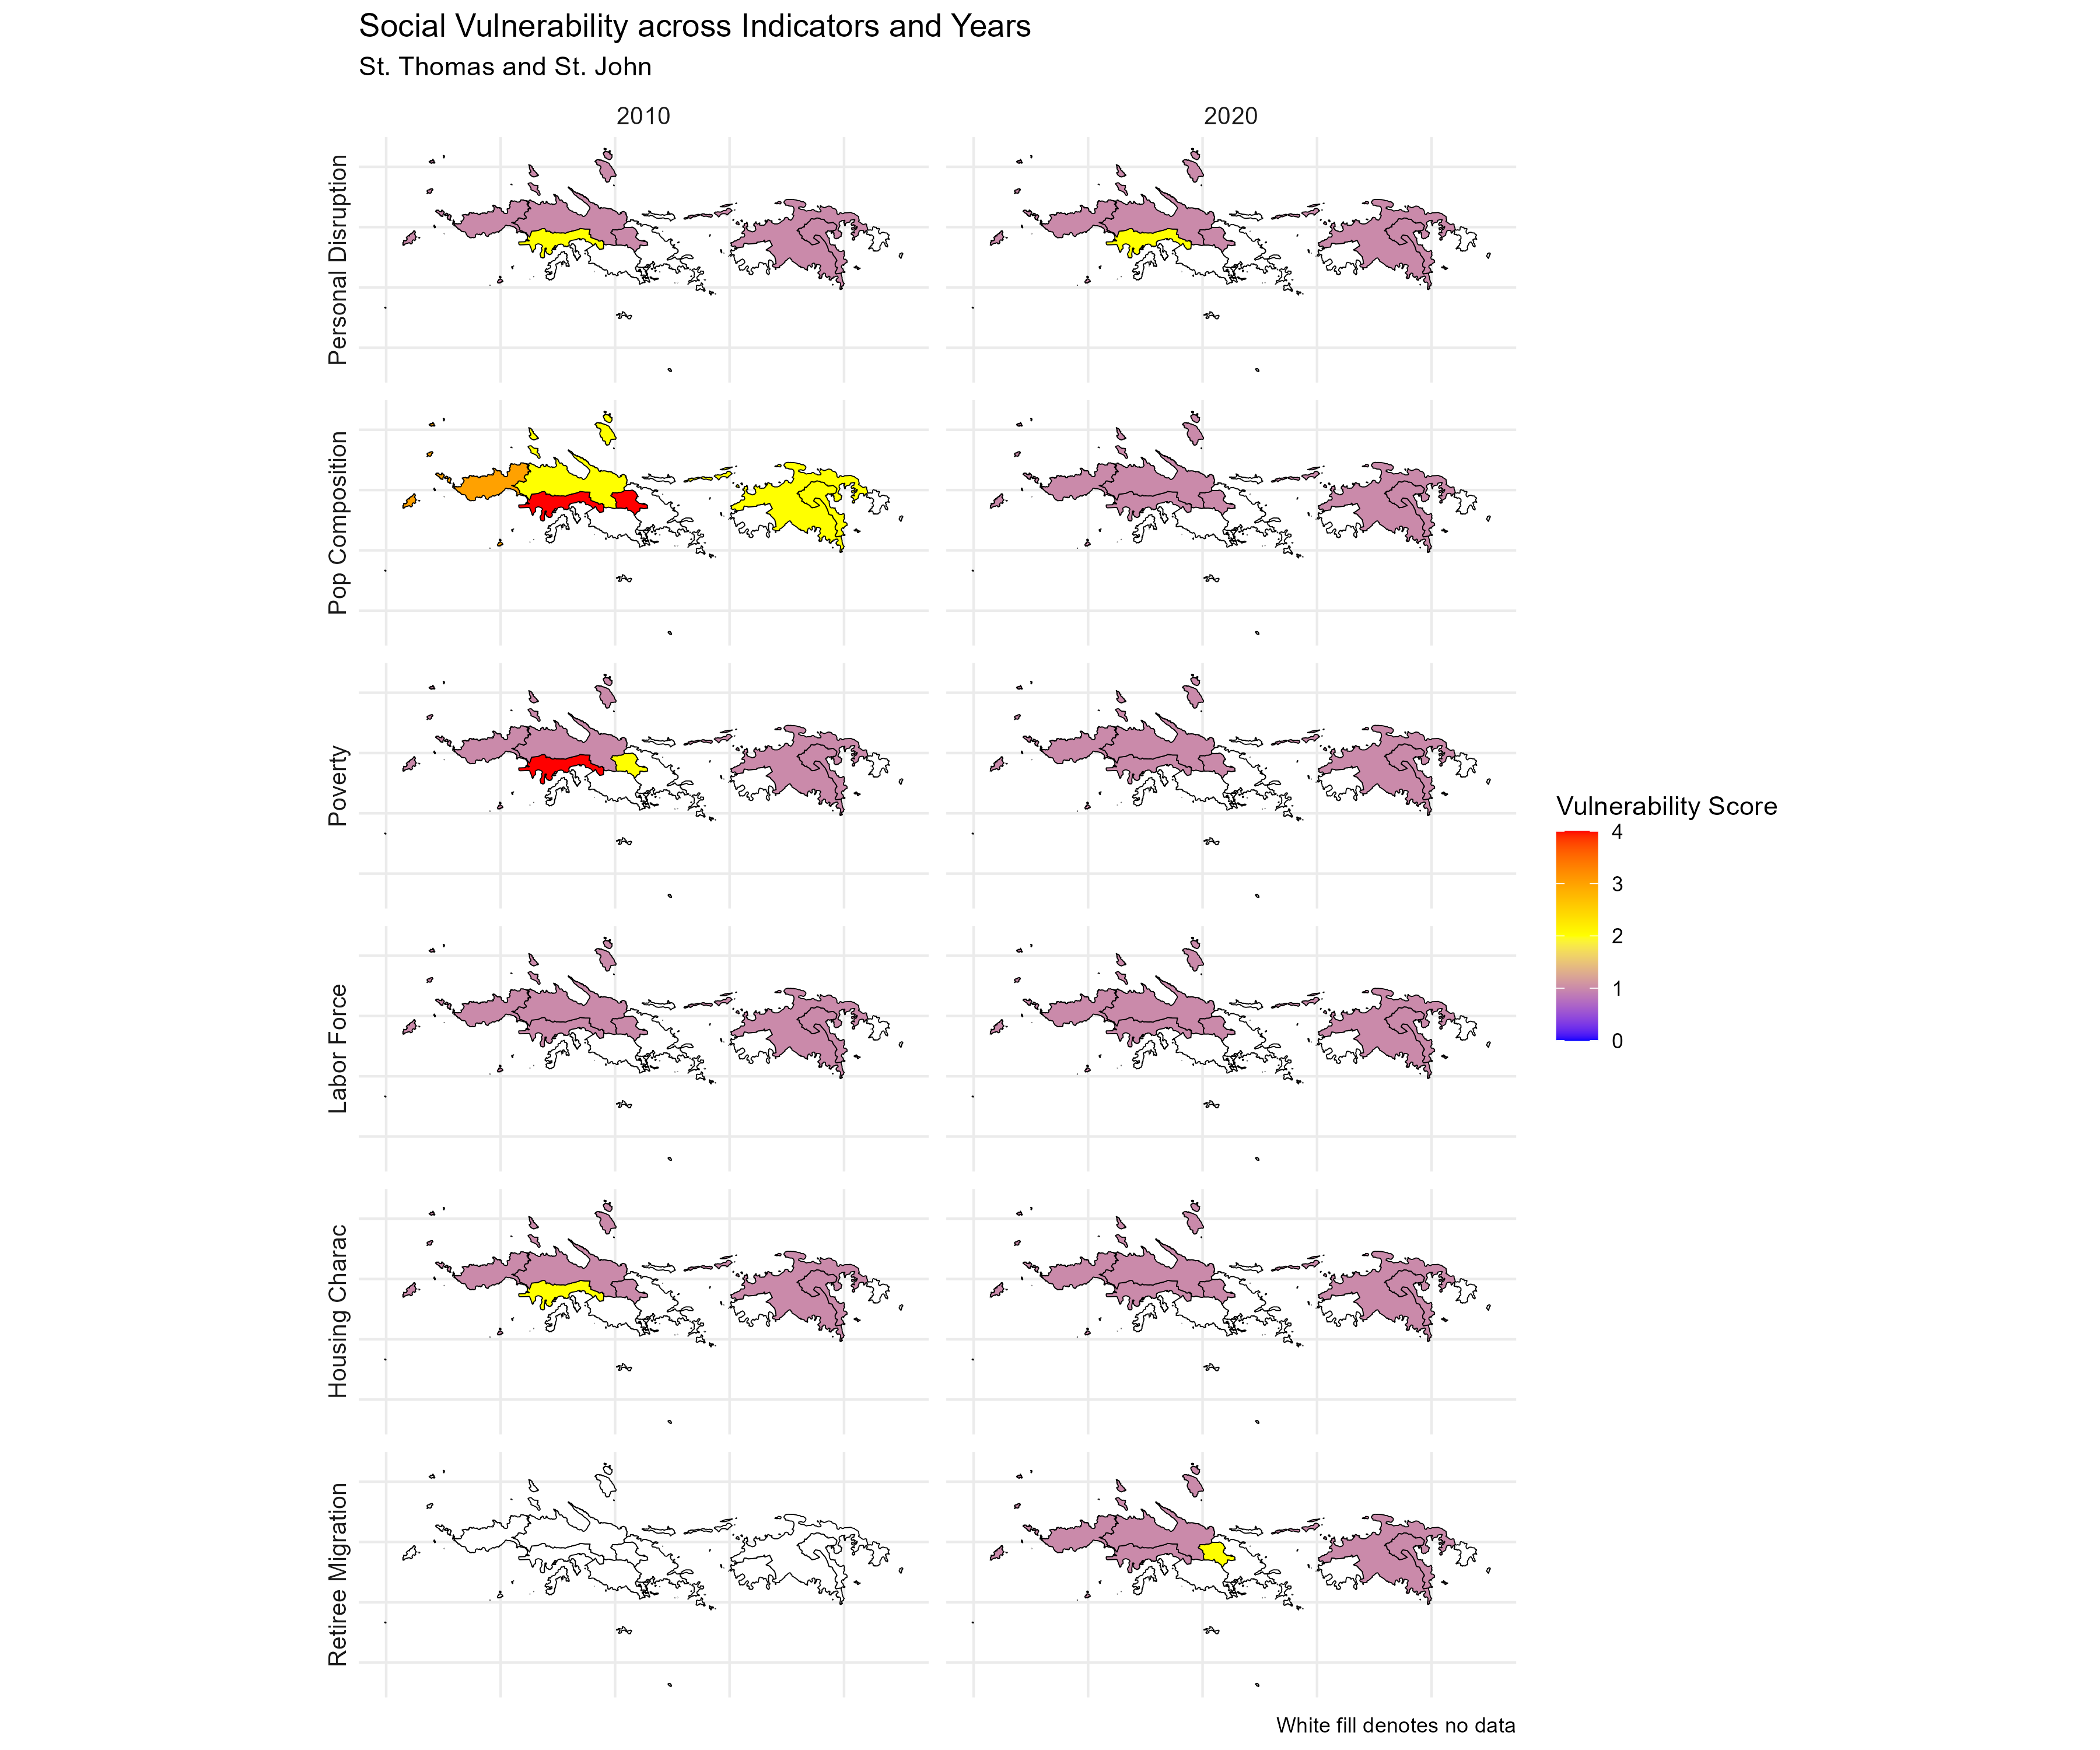 Social Vulnerability across Indicators and Years
St. Thomas and St. John
2010
2020
Personal Disruption
Pop Composition
Poverty
Labor Force
Housing Charac
Retiree Migration
Vulnerability Score
4
3
2
1
0
White fill denotes no data